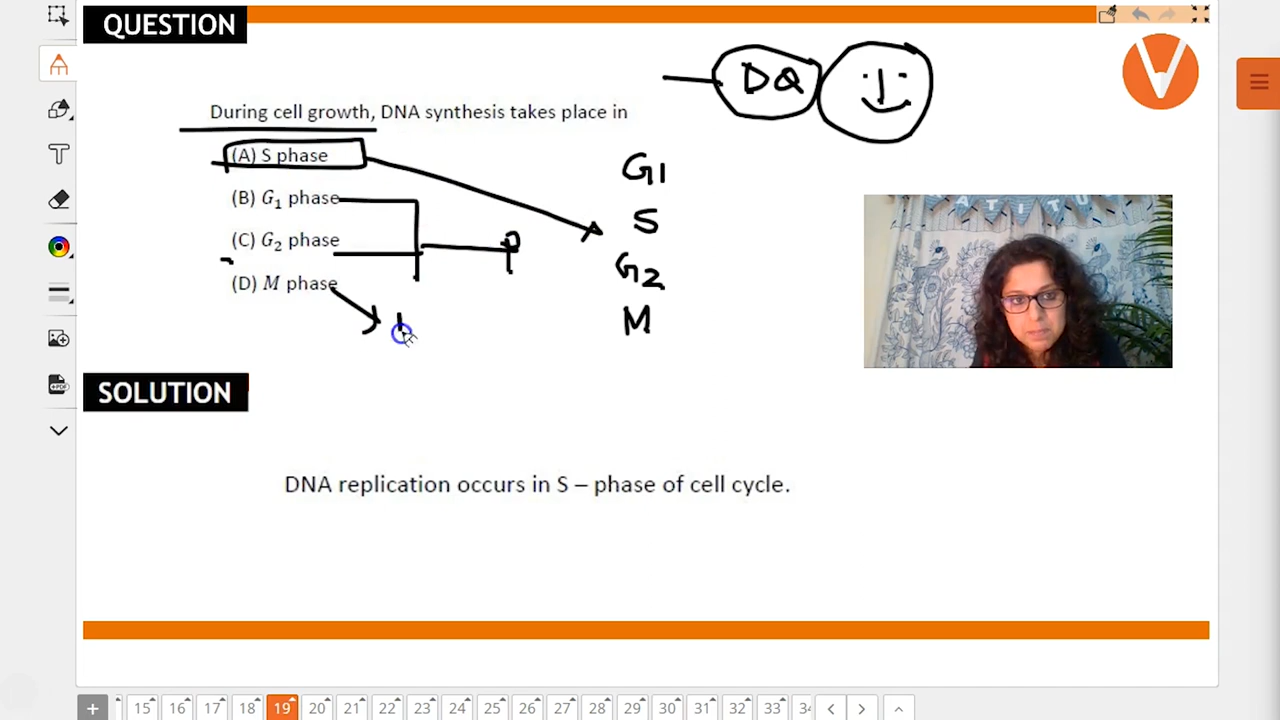 QUESTION
DQ
During cell growth, DNA synthesis takes place in
(A) S phase
(B) G₁ phase
(C) G₂ phase
(D) M phase
G1
S
G2
M
P
ATITU
SOLUTION
DNA replication occurs in S – phase of cell cycle.
15 16 17 18 19 20 21 22 23 24 25 26 27 28 29 30 31 32 33